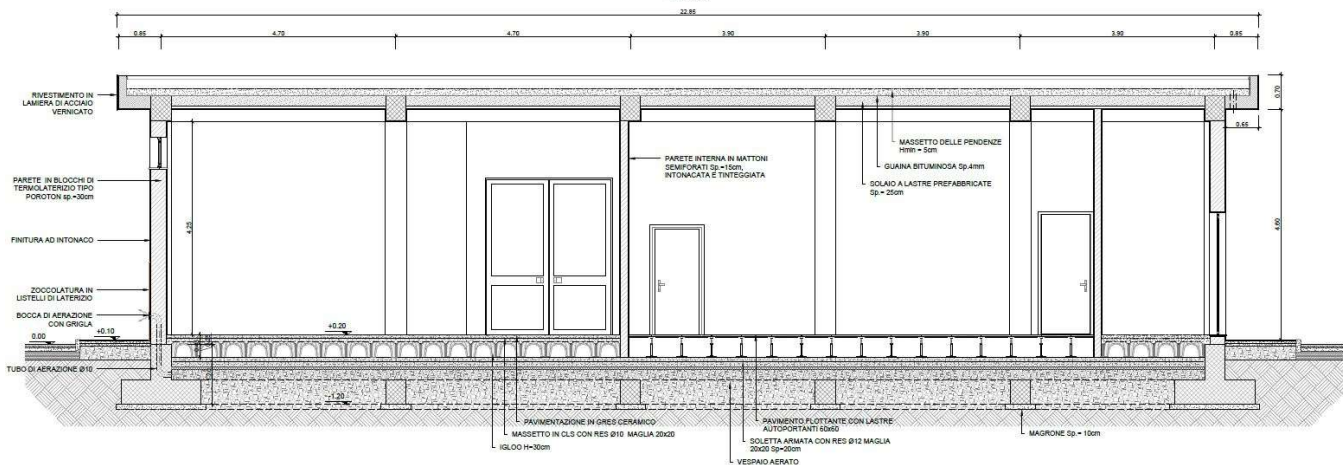 22.85
0.85
4.70
4.70
3.90
3.90
3.90
0.85
RIVESTIMENTO IN
LAMIERA DI ACCIAIO
VERNICATO
0.70
0.65
MASSETTO DELLE PENDENZE
Hmin = 5cm
GUAINA BITUMINOSA Sp.4mm
SOLAIO A LASTRE PREFABBRICATE
Sp.= 25cm
PARETE INTERNA IN MATTONI
SEMIFORATI Sp.=15cm,
INTONACATA E TINTEGGIATA
PARETE IN BLOCCHI DI
TERMOLATERIZIO TIPO
POROTON sp.=30cm
4.25
4.60
FINITURA AD INTONACO
ZOCCOLATURA IN
LISTELLI DI LATERIZIO
BOCCA DI AERAZIONE
CON GRIGLA
+0.20
0.00
+0.10
TUBO DI AERAZIONE Ø10
-1.20
PAVIMENTAZIONE IN GRES CERAMICO
MASSETTO IN CLS CON RES Ø10 MAGLIA 20x20
IGLOO H=30cm
PAVIMENTO FLOTTANTE CON LASTRE
AUTOPORTANTI 60x60
SOLETTA ARMATA CON RES Ø12 MAGLIA
20x20 Sp=20cm
VESPAIO AERATO
MAGRONE Sp.= 10cm